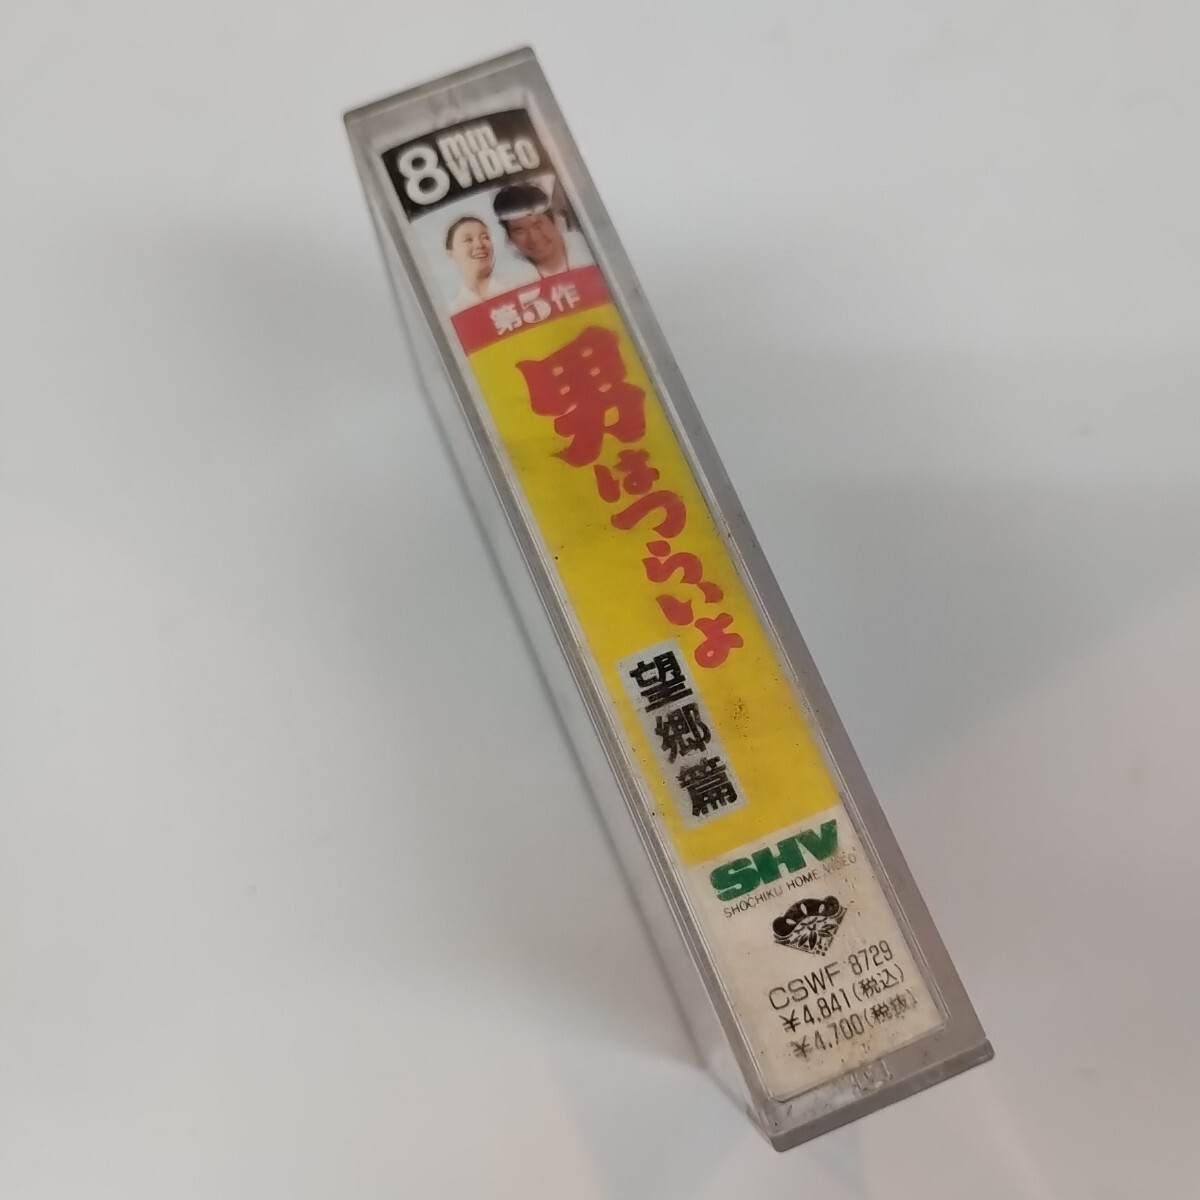 8mm VIDEO
第5作
男はつらいよ
望郷篇
SHV
SHOCHIKU HOME VIDEO
CSWF 8729
¥4,841(税込)
¥4,700(税抜)